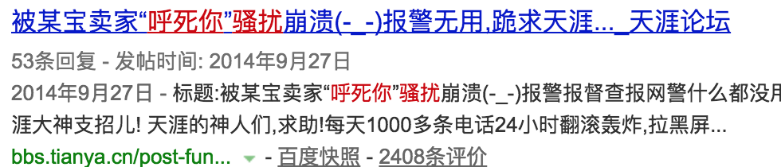 被某宝卖家“呼死你”骚扰崩溃(-_-)报警无用,跪求天涯..._天涯论坛
53条回复 - 发帖时间: 2014年9月27日
2014年9月27日 - 标题:被某宝卖家“呼死你”骚扰崩溃(-_-)报警报督查报网警什么都没
涯大神支招儿! 天涯的神人们,求助!每天1000多条电话24小时翻滚轰炸,拉黑屏...
bbs.tianya.cn/post-fun... - 百度快照 - 2408条评价